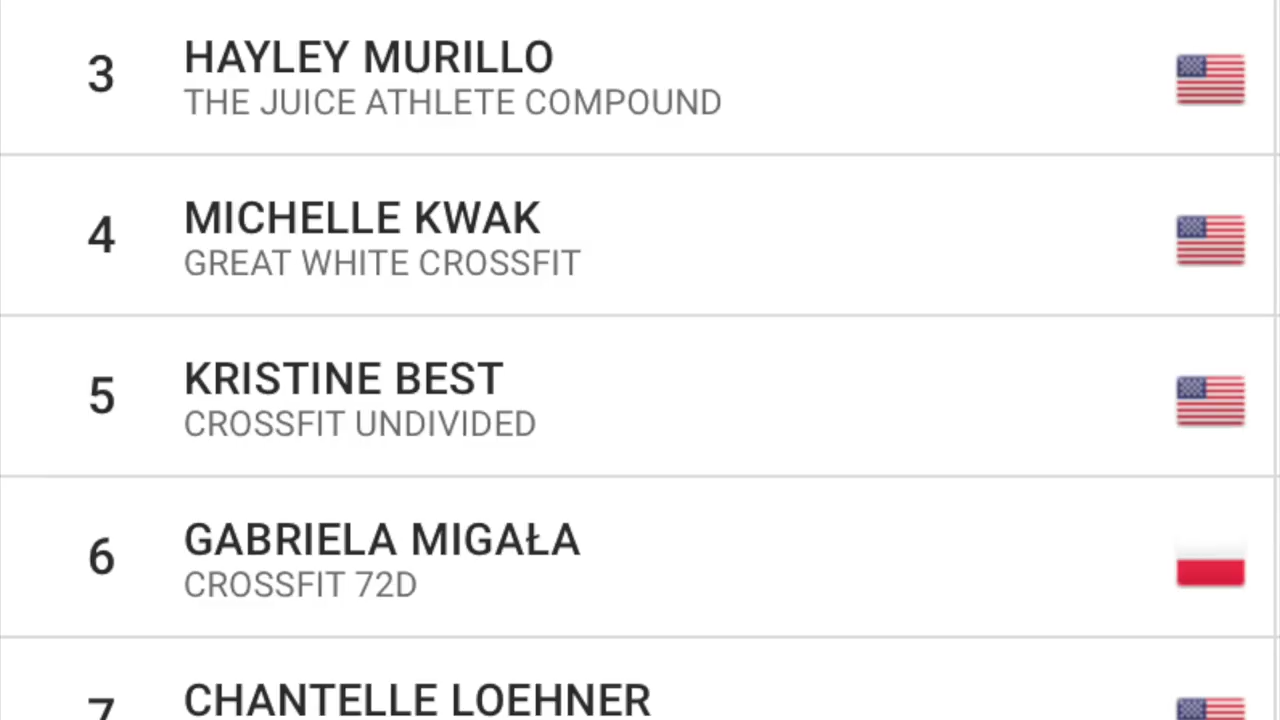 3
HAYLEY MURILLO
THE JUICE ATHLETE COMPOUND
4
MICHELLE KWAK
GREAT WHITE CROSSFIT
5
KRISTINE BEST
CROSSFIT UNDIVIDED
6
GABRIELA MIGAŁA
CROSSFIT 72D
7
CHANTELLE LOEHNER